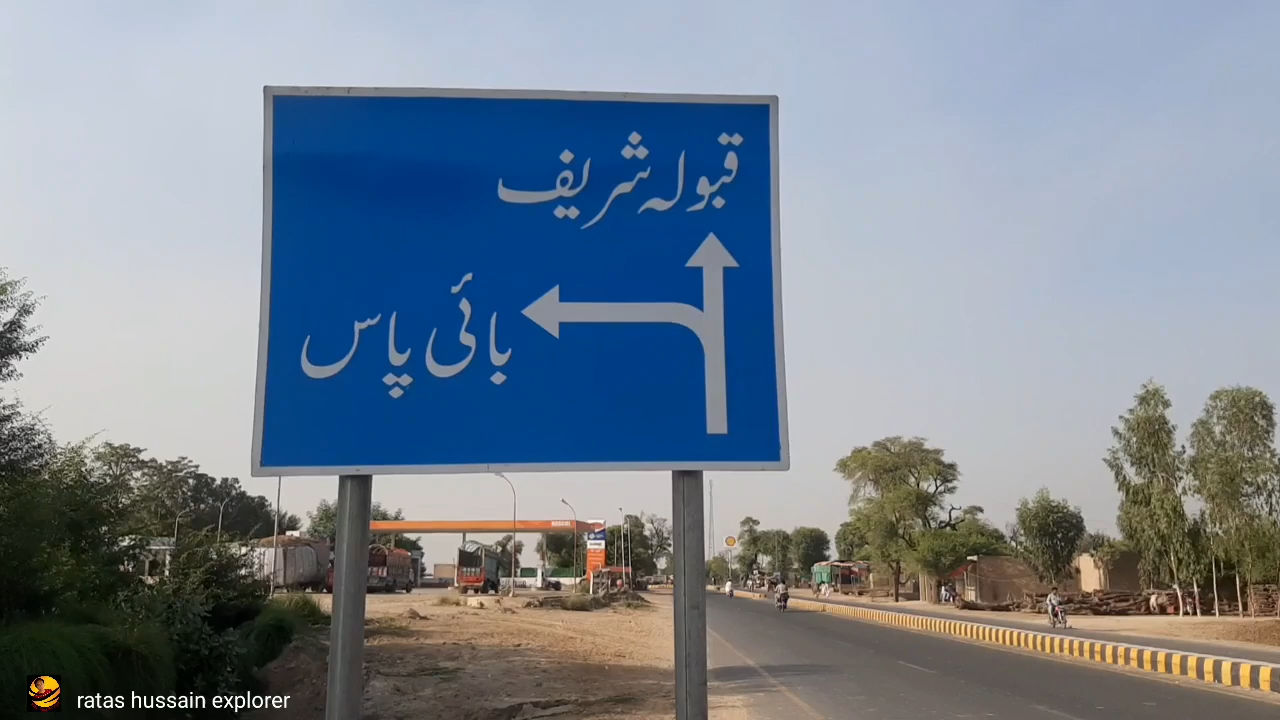 قبولہ شریف
بائی پاس
ratas hussain explorer